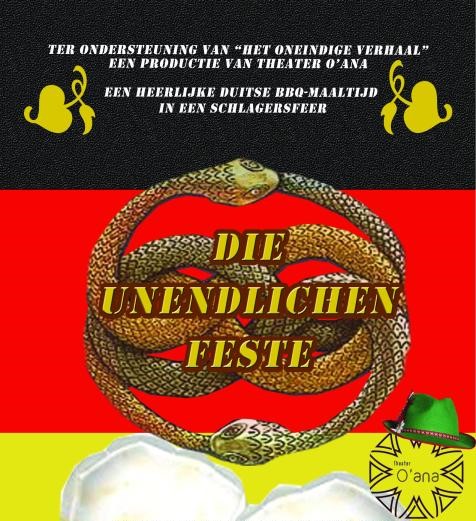 TER ONDERSTEUNING VAN “HET ONEINDIGE VERHAAL”
EEN PRODUCTIE VAN THEATER O’ANA
EEN HEERLIJKE DUITSE BBQ-MAALTIJD
IN EEN SCHLAGERSFEER
DIE
UNENDLICHEN
FESTE
Theater
O'ana